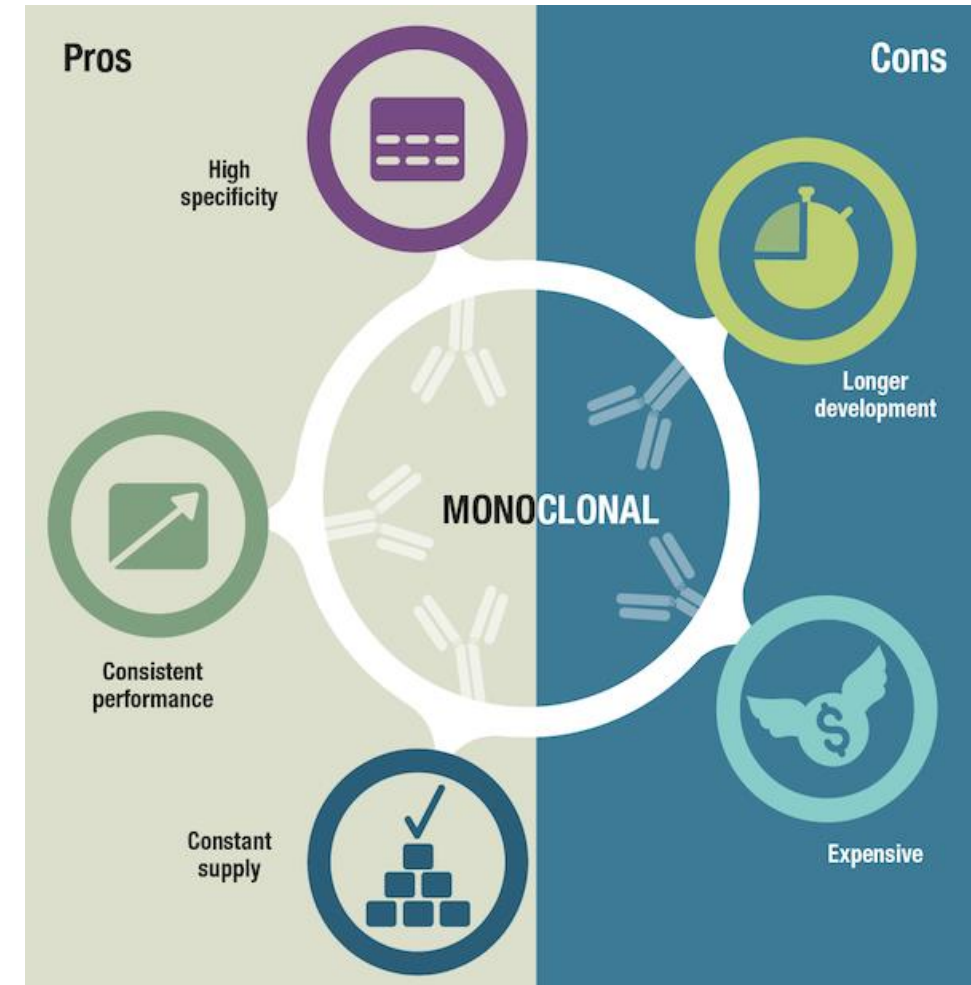 Pros
Cons
High
specificity
Longer
development
MONOCLONAL
Consistent
performance
$
Constant
supply
Expensive